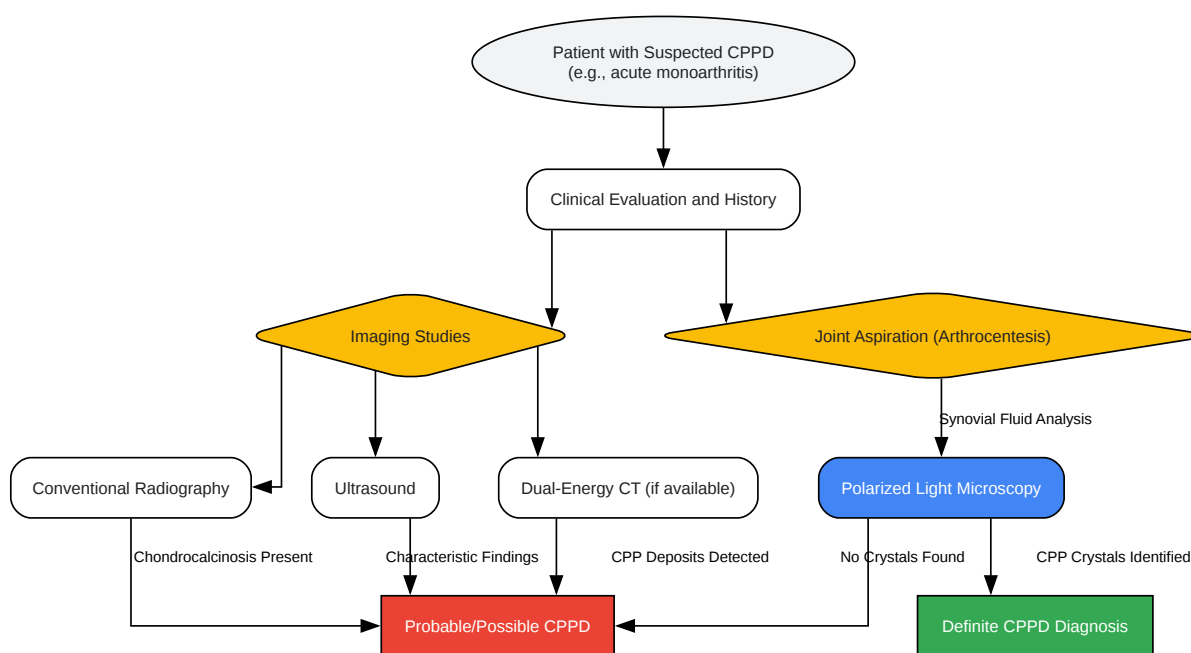 Patient with Suspected CPPD
(e.g., acute monoarthritis)
Clinical Evaluation and History
Imaging Studies
Joint Aspiration (Arthrocentesis)
Synovial Fluid Analysis
Conventional Radiography
Ultrasound
Dual-Energy CT (if available)
Polarized Light Microscopy
Chondrocalcinosis Present
Characteristic Findings
CPP Deposits Detected
No Crystals Found
CPP Crystals Identified
Probable/Possible CPPD
Definite CPPD Diagnosis